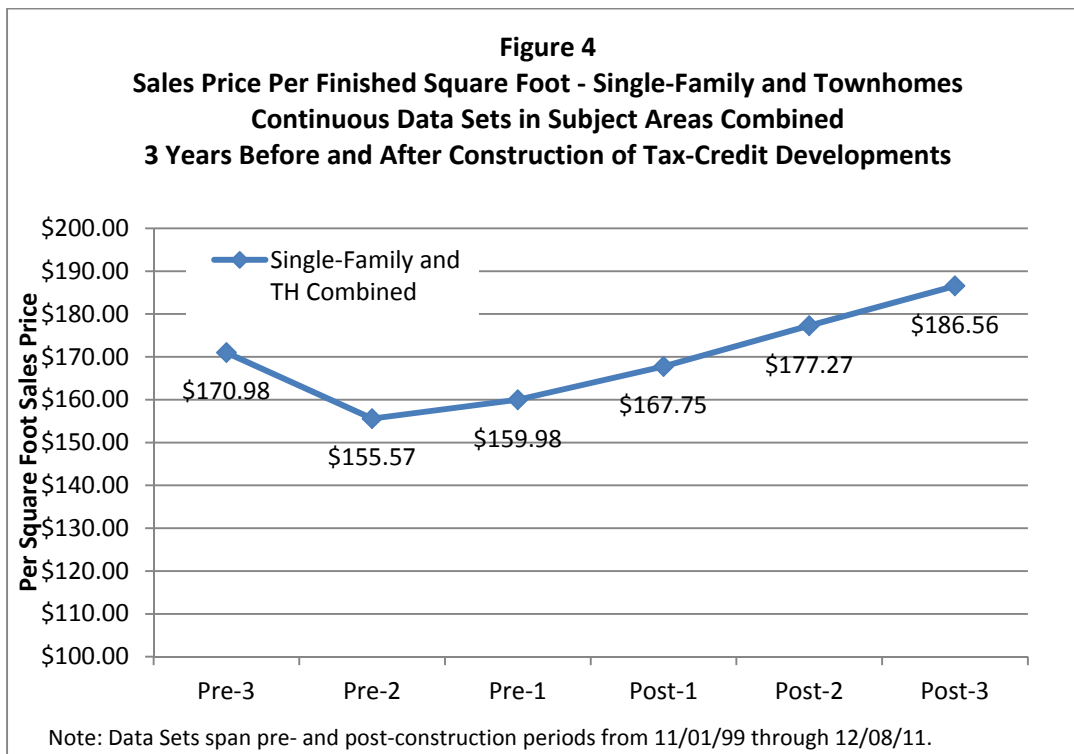 Figure 4
Sales Price Per Finished Square Foot - Single-Family and Townhomes
Continuous Data Sets in Subject Areas Combined
3 Years Before and After Construction of Tax-Credit Developments
Per Square Foot Sales Price
$200.00
$190.00
$180.00
$170.00
$160.00
$150.00
$140.00
$130.00
$120.00
$110.00
$100.00
Single-Family and
TH Combined
$170.98
$155.57
$159.98
$167.75
$177.27
$186.56
Pre-3 Pre-2 Pre-1 Post-1 Post-2 Post-3
Note: Data Sets span pre- and post-construction periods from 11/01/99 through 12/08/11.